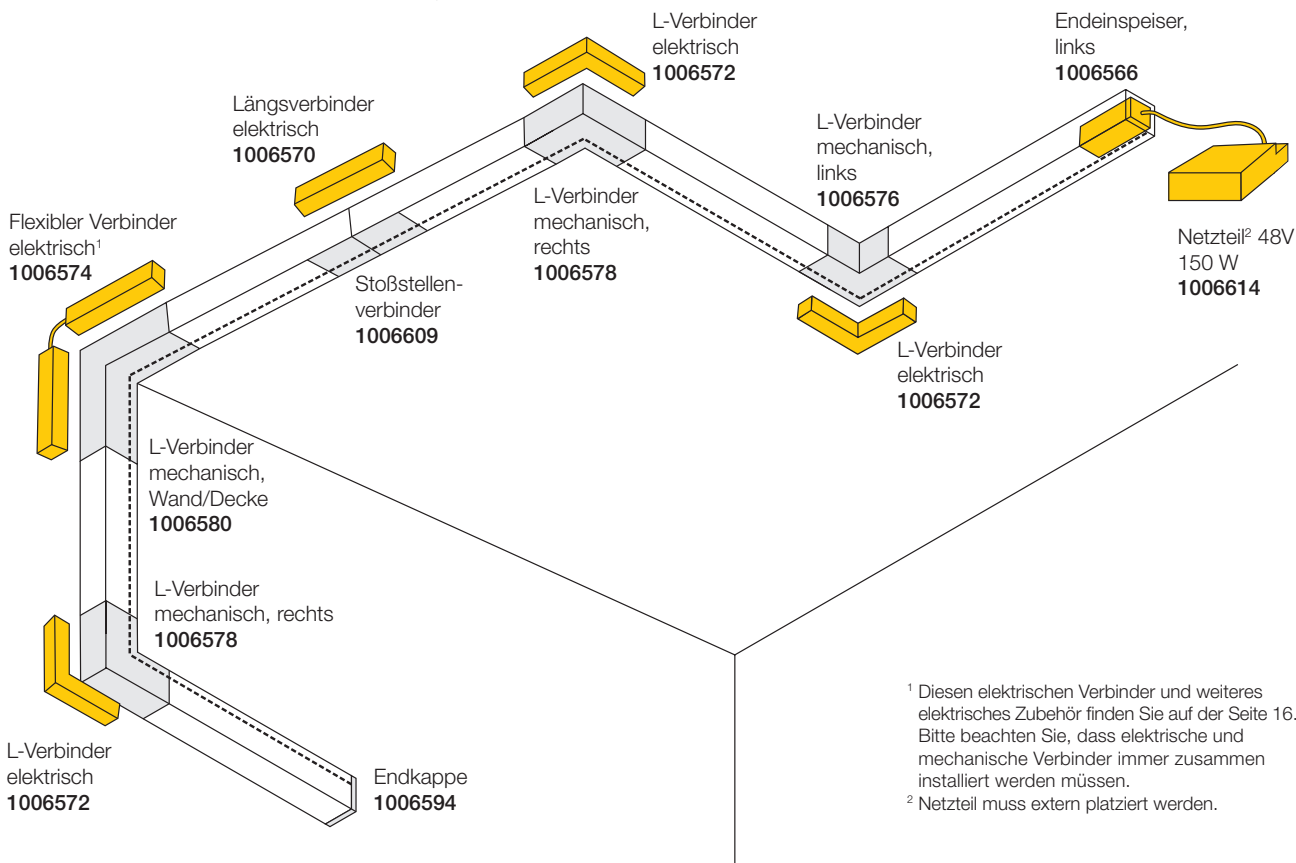 L-Verbinder
elektrisch
1006572
Endeinspeiser,
links
1006566
Längsverbinder
elektrisch
1006570
L-Verbinder
mechanisch,
links
1006576
Flexibler Verbinder
elektrisch¹
1006574
L-Verbinder
mechanisch,
rechts
1006578
Netzteil² 48V
150 W
1006614
Stoßstellen-
verbinder
1006609
L-Verbinder
elektrisch
1006572
L-Verbinder
mechanisch,
Wand/Decke
1006580
L-Verbinder
mechanisch, rechts
1006578
L-Verbinder
elektrisch
1006572
Endkappe
1006594
¹ Diesen elektrischen Verbinder und weiteres
elektrisches Zubehör finden Sie auf der Seite 16.
Bitte beachten Sie, dass elektrische und
mechanische Verbinder immer zusammen
installiert werden müssen.
² Netzteil muss extern platziert werden.